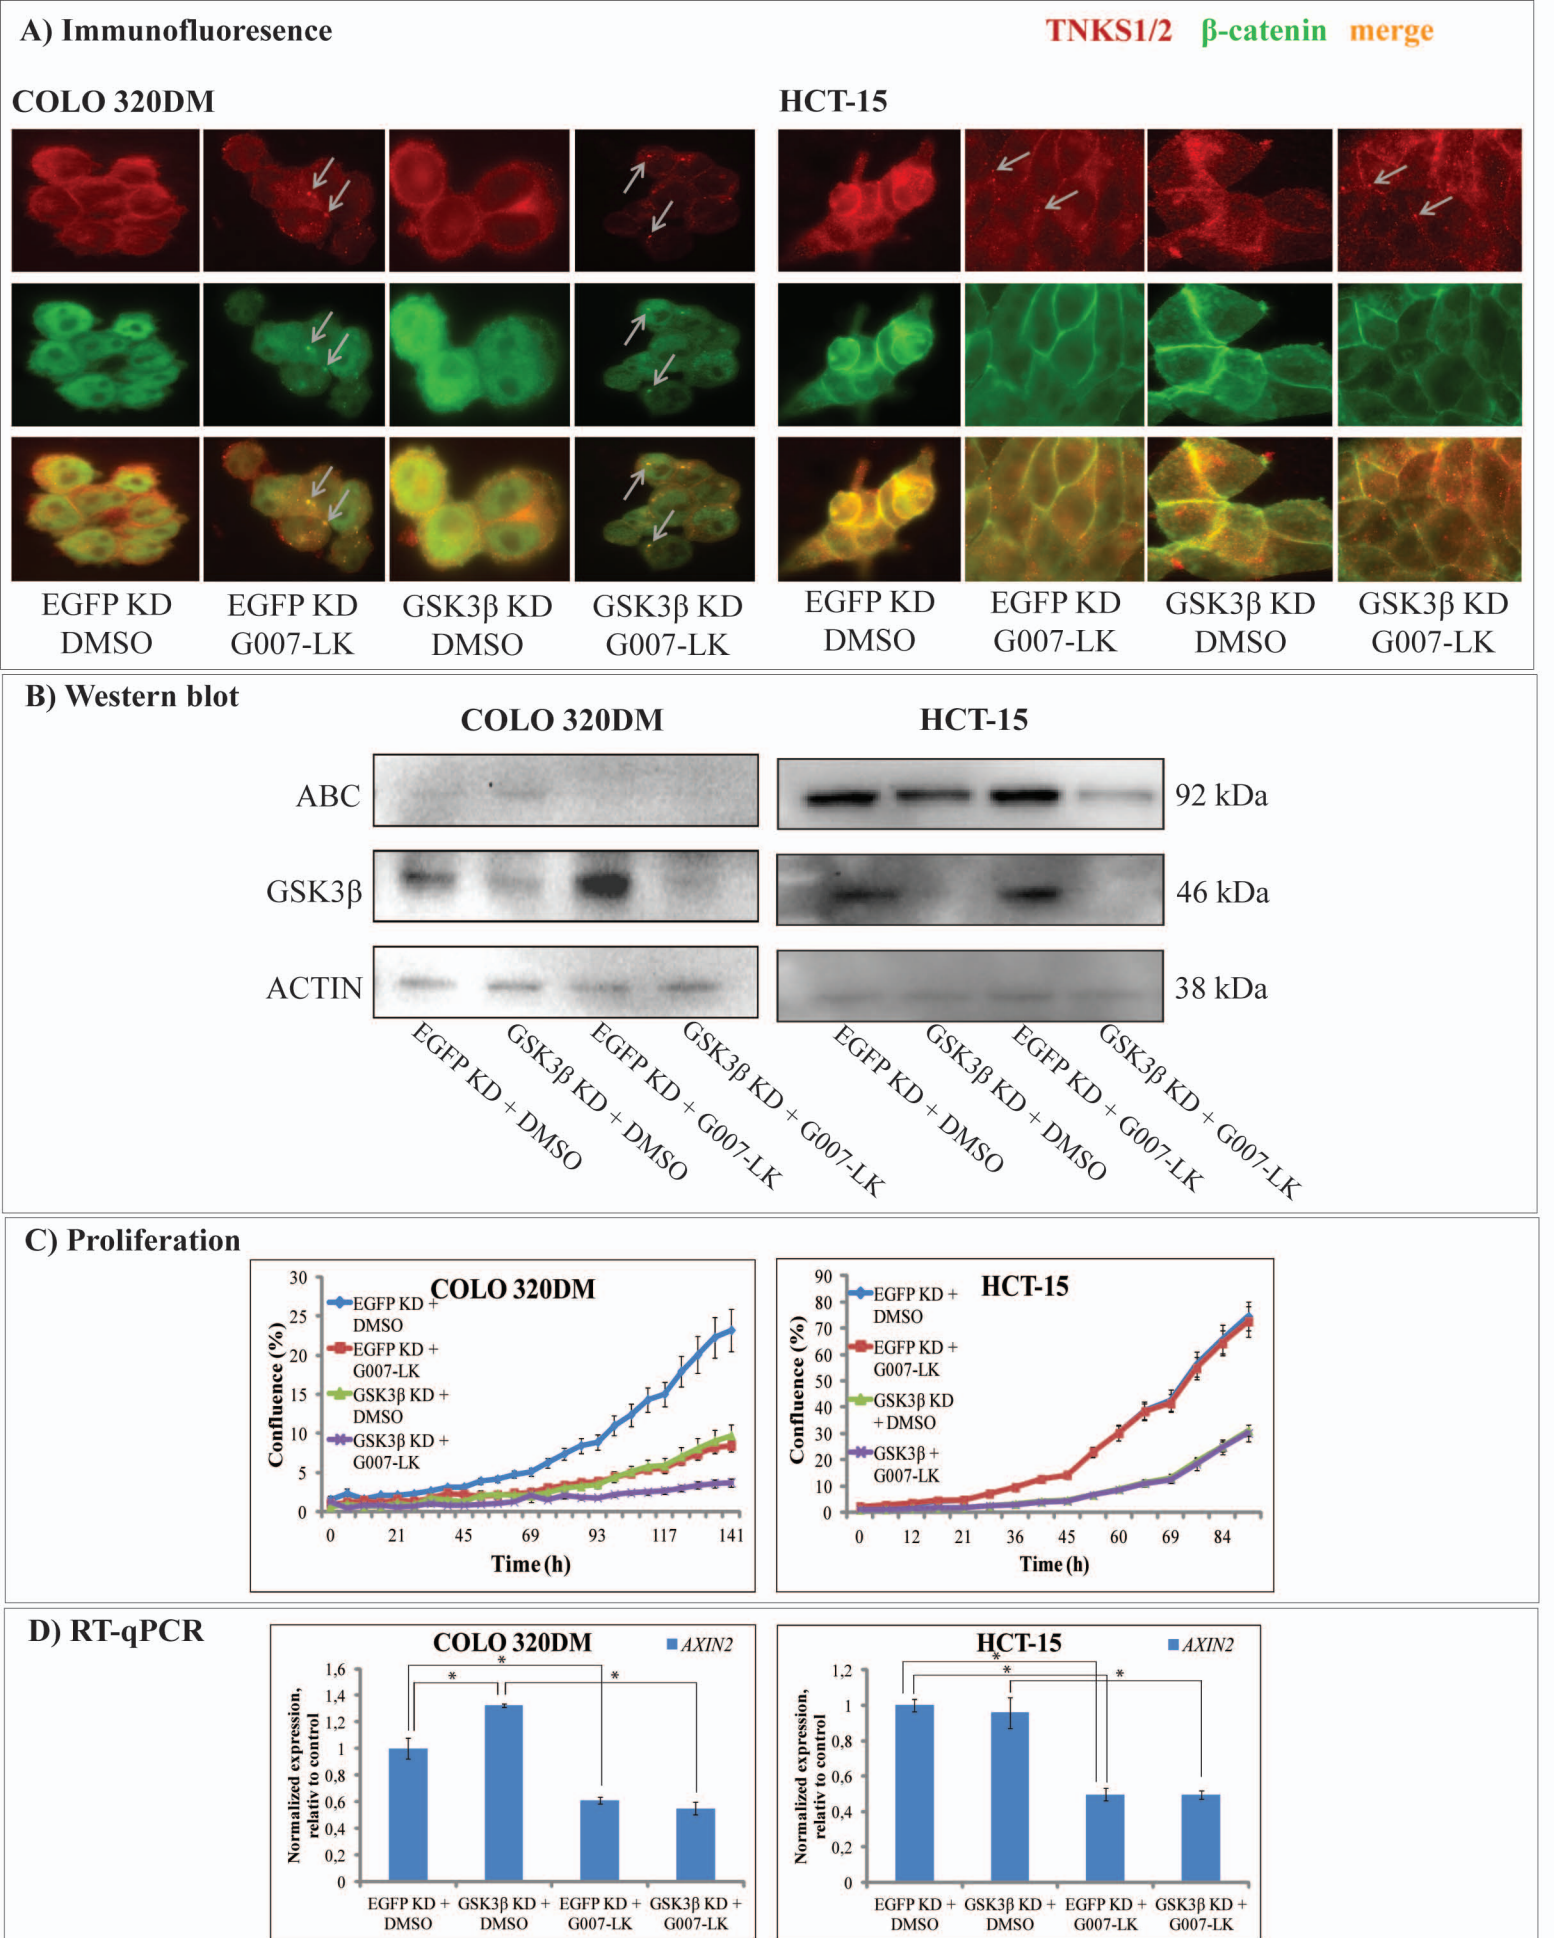 A) Immunofluoresence
TNKS1/2 β-catenin merge
COLO 320DM
HCT-15
EGFP KD
DMSO
EGFP KD
G007-LK
GSK3β KD
DMSO
GSK3β KD
G007-LK
EGFP KD
DMSO
EGFP KD
G007-LK
GSK3β KD
DMSO
GSK3β KD
G007-LK
B) Western blot
COLO 320DM
HCT-15
ABC
92 kDa
GSK3β
46 kDa
ACTIN
38 kDa
EGFP KD + DMSO
GSK3β KD + DMSO
EGFP KD + G007-LK
GSK3β KD + G007-LK
EGFP KD + DMSO
GSK3β KD + DMSO
EGFP KD + G007-LK
GSK3β KD + G007-LK
C) Proliferation
COLO 320DM
Confluence (%)
30
25
20
15
10
5
0
EGFP KD +
DMSO
EGFP KD +
G007-LK
GSK3β KD +
DMSO
GSK3β KD +
G007-LK
0 21 45 69 93 117 141
Time (h)
HCT-15
Confluence (%)
90
80
70
60
50
40
30
20
10
0
EGFP KD +
DMSO
EGFP KD +
G007-LK
GSK3β KD
+ DMSO
GSK3β +
G007-LK
0 12 21 36 45 60 69 84
Time (h)
D) RT-qPCR
COLO 320DM
AXIN2
Normalized expression,
relativ to control
1,6
1,4
1,2
1
0,8
0,6
0,4
0,2
0
*
* *
EGFP KD + GSK3β KD + EGFP KD + GSK3β KD +
DMSO DMSO G007-LK G007-LK
HCT-15
AXIN2
Normalized expression,
relativ to control
1,2
1
0,8
0,6
0,4
0,2
0
*
* *
EGFP KD + GSK3β KD + EGFP KD + GSK3β KD +
DMSO DMSO G007-LK G007-LK